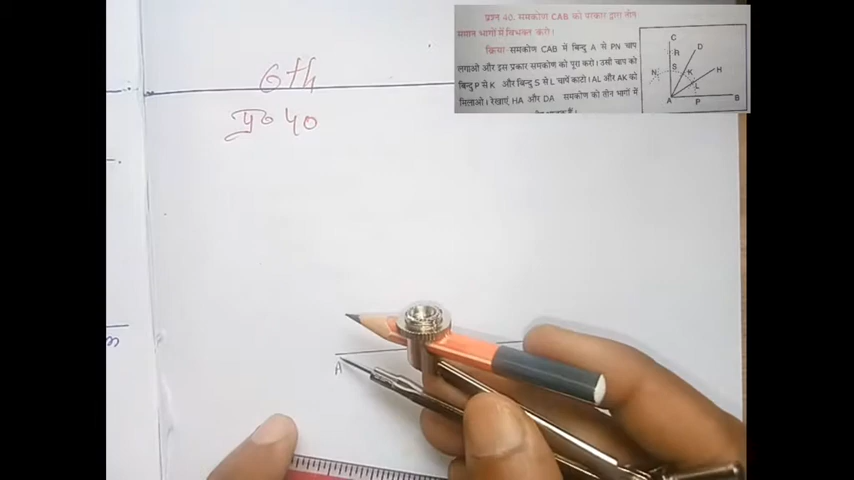 6th
प्र० ५०
A
प्रश्न 40. समकोण CAB को परकार द्वारा तीन
समान भागों में विभक्त करो।
क्रिया-समकोण CAB में बिन्दु A से PN चाप
लगाओ और इस प्रकार समकोण को पूरा करो। उसी चाप को
बिन्दु P से K और बिन्दु S से L चापें काटो। AL और AK को
मिलाओ। रेखाएं HA और DA समकोण को तीन भागों में
C
R
D
S
N
K
H
L
A
P
B